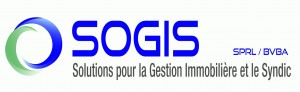 SOGIS
SPRL / BVBA
Solutions pour la Gestion Immobilière et le Syndic